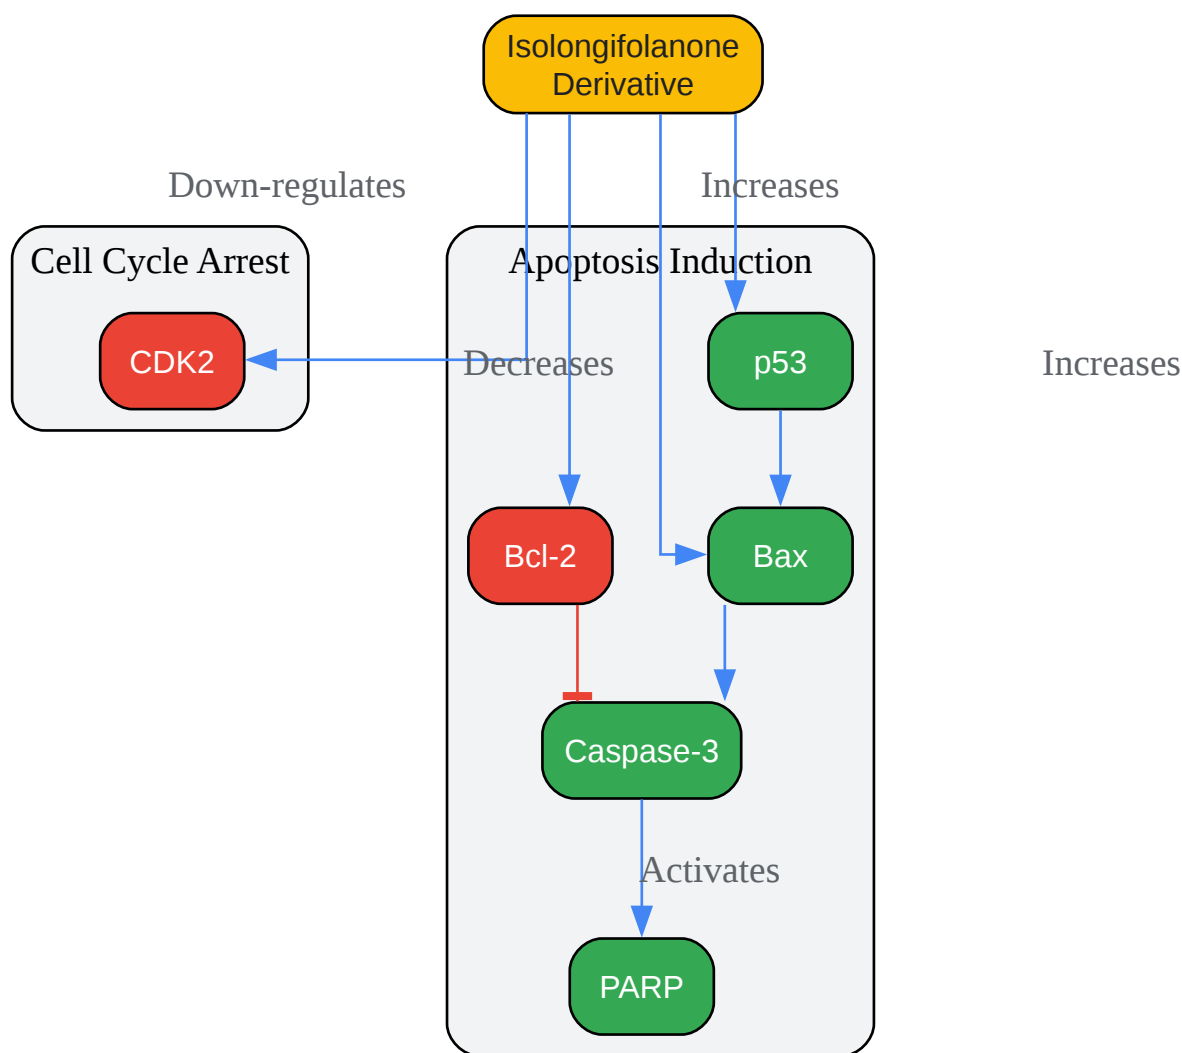 Isolongifolanone
Derivative
Down-regulates
Increases
Cell Cycle Arrest
Apoptosis Induction
CDK2
Decreases
p53
Increases
Bcl-2
Bax
Caspase-3
Activates
PARP